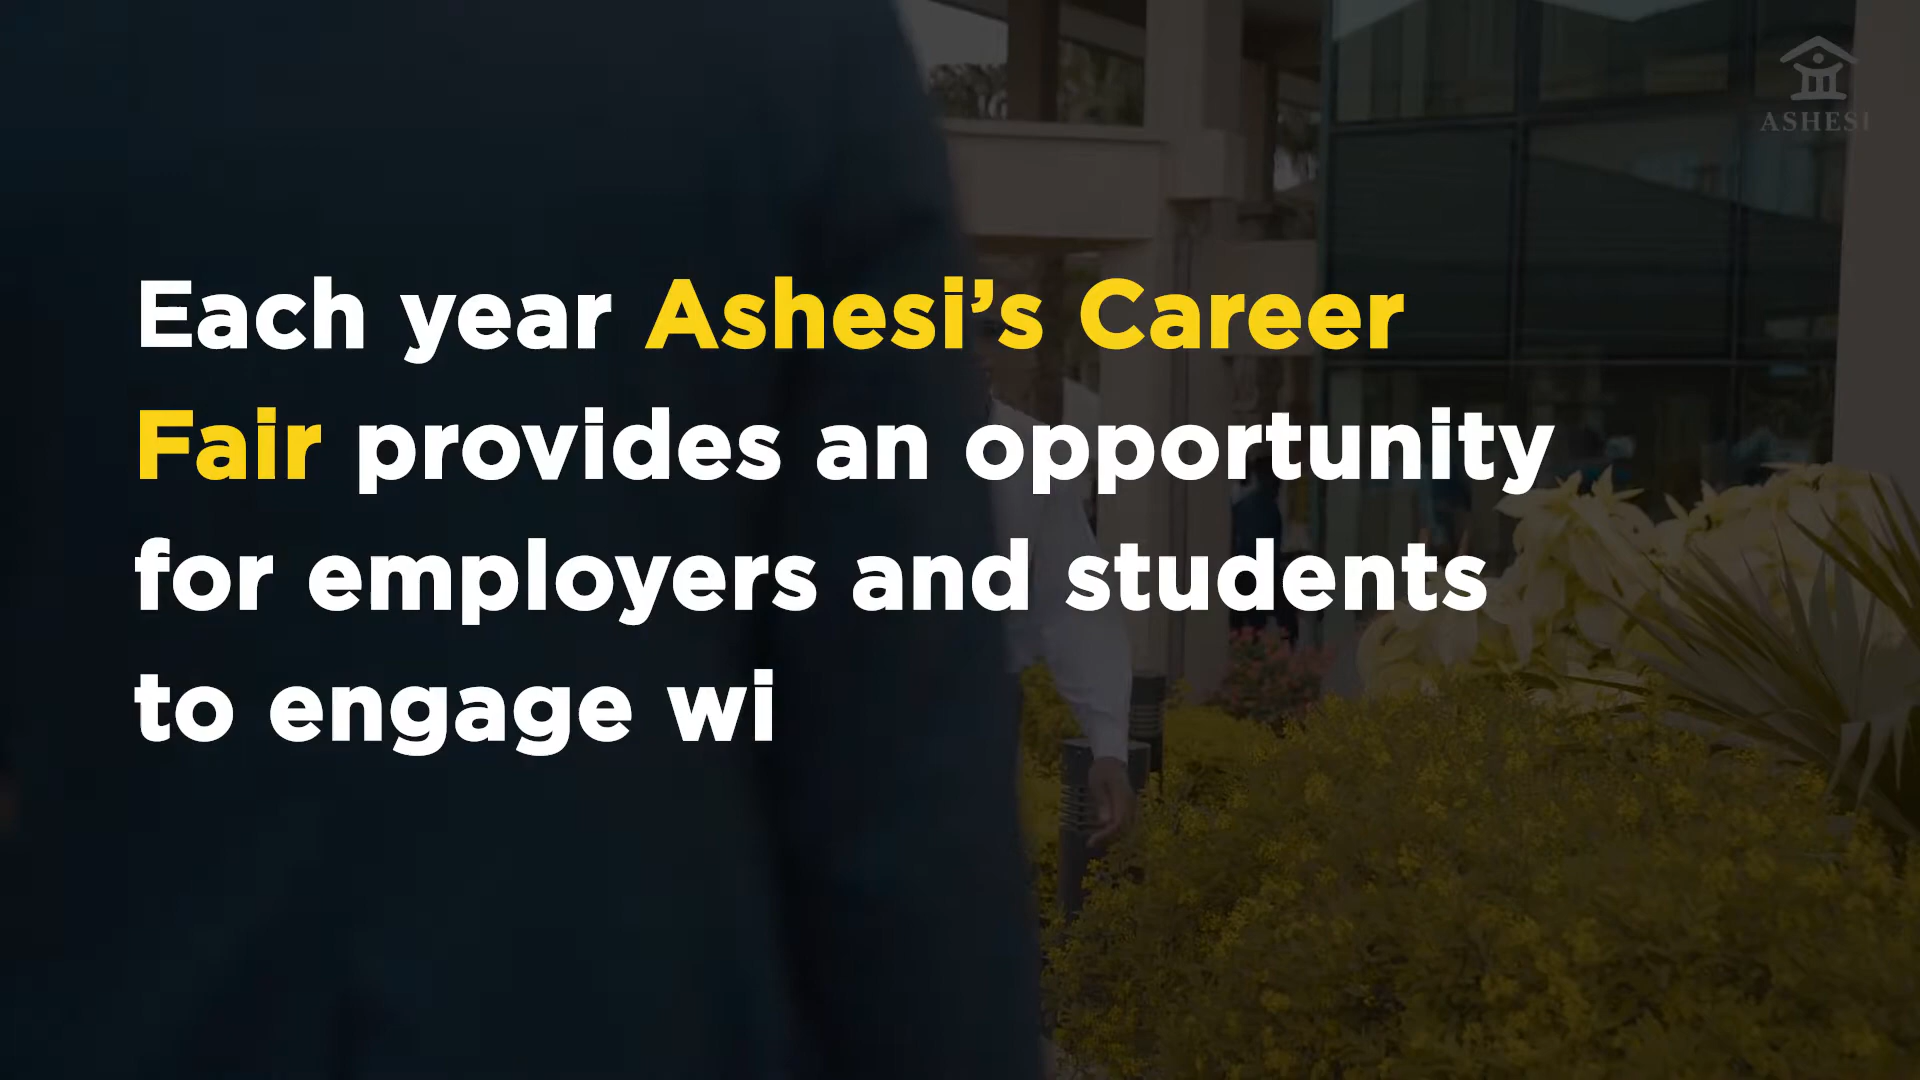 ASHESI
Each year Ashesi’s Career
Fair provides an opportunity
for employers and students
to engage wi